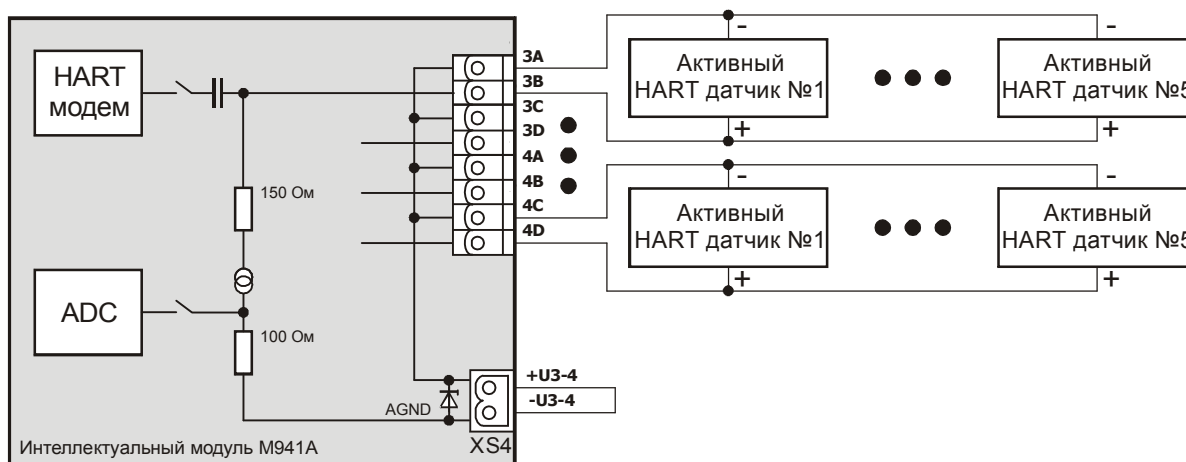 HART
модем
150 Ом
ADC
100 Ом
AGND
Интеллектуальный модуль М941А
XS4
3A
3B
3C
3D
4A
4B
4C
4D
+U3-4
-U3-4
-
Активный
HART датчик №1
+
-
Активный
HART датчик №5
+
-
Активный
HART датчик №1
+
-
Активный
HART датчик №5
+